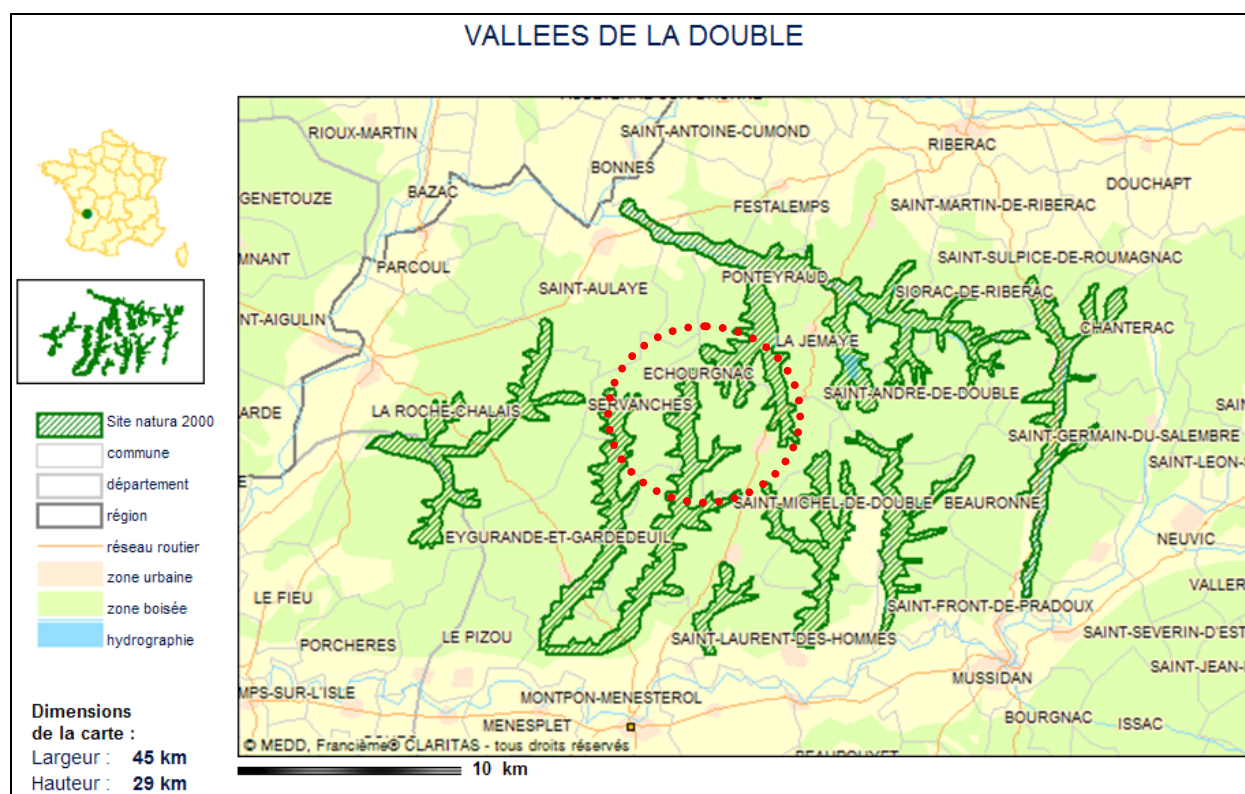 VALLEES DE LA DOUBLE
RIOUX-MARTIN
SAINT-ANTOINE-CUMOND
RIBERAC
BONNES
DOUCHAPT
BAZAC
GENETOUZE
FESTALEMPS
SAINT-MARTIN-DE-RIBERAC
MNANT
PARCOUL
SAINT-SULPICE-DE-ROUMAGNAC
PONTEYRAUD
SAINT-AULAYE
SIORAC-DE-RIBERAC
NT-AIGULIN
CHANTERAC
LA JEMAYE
ECHOURGNAC
SAINT-ANDRE-DE-DOUBLE
ARDE
LA ROCHE-CHALAIS
SERVANCHES
SAIN
Site natura 2000
SAINT-GERMAIN-DU-SALEMBRE
commune
SAINT-LEON-S
département
SAINT-MICHEL-DE-DOUBLE
BEAURONNE
région
EYGURANDE-ET-GARDEDEUIL
NEUVIC
réseau routier
zone urbaine
VALLER
LE FIEU
zone boisée
SAINT-FRONT-DE-PRADOUX
hydrographie
PORCHERES
LE PIZOU
SAINT-LAURENT-DES-HOMMES
SAINT-SEVERIN-D'EST
SAINT-JEAN-
MUSSIDAN
MPS-SUR-L'ISLE
MONTPON-MENESTEROL
BOURGNAC
ISSAC
MENESPLET
© MEDD, Francième® CLARITAS - tous droits réservés
10 km
Dimensions
de la carte :
Largeur : 45 km
Hauteur : 29 km